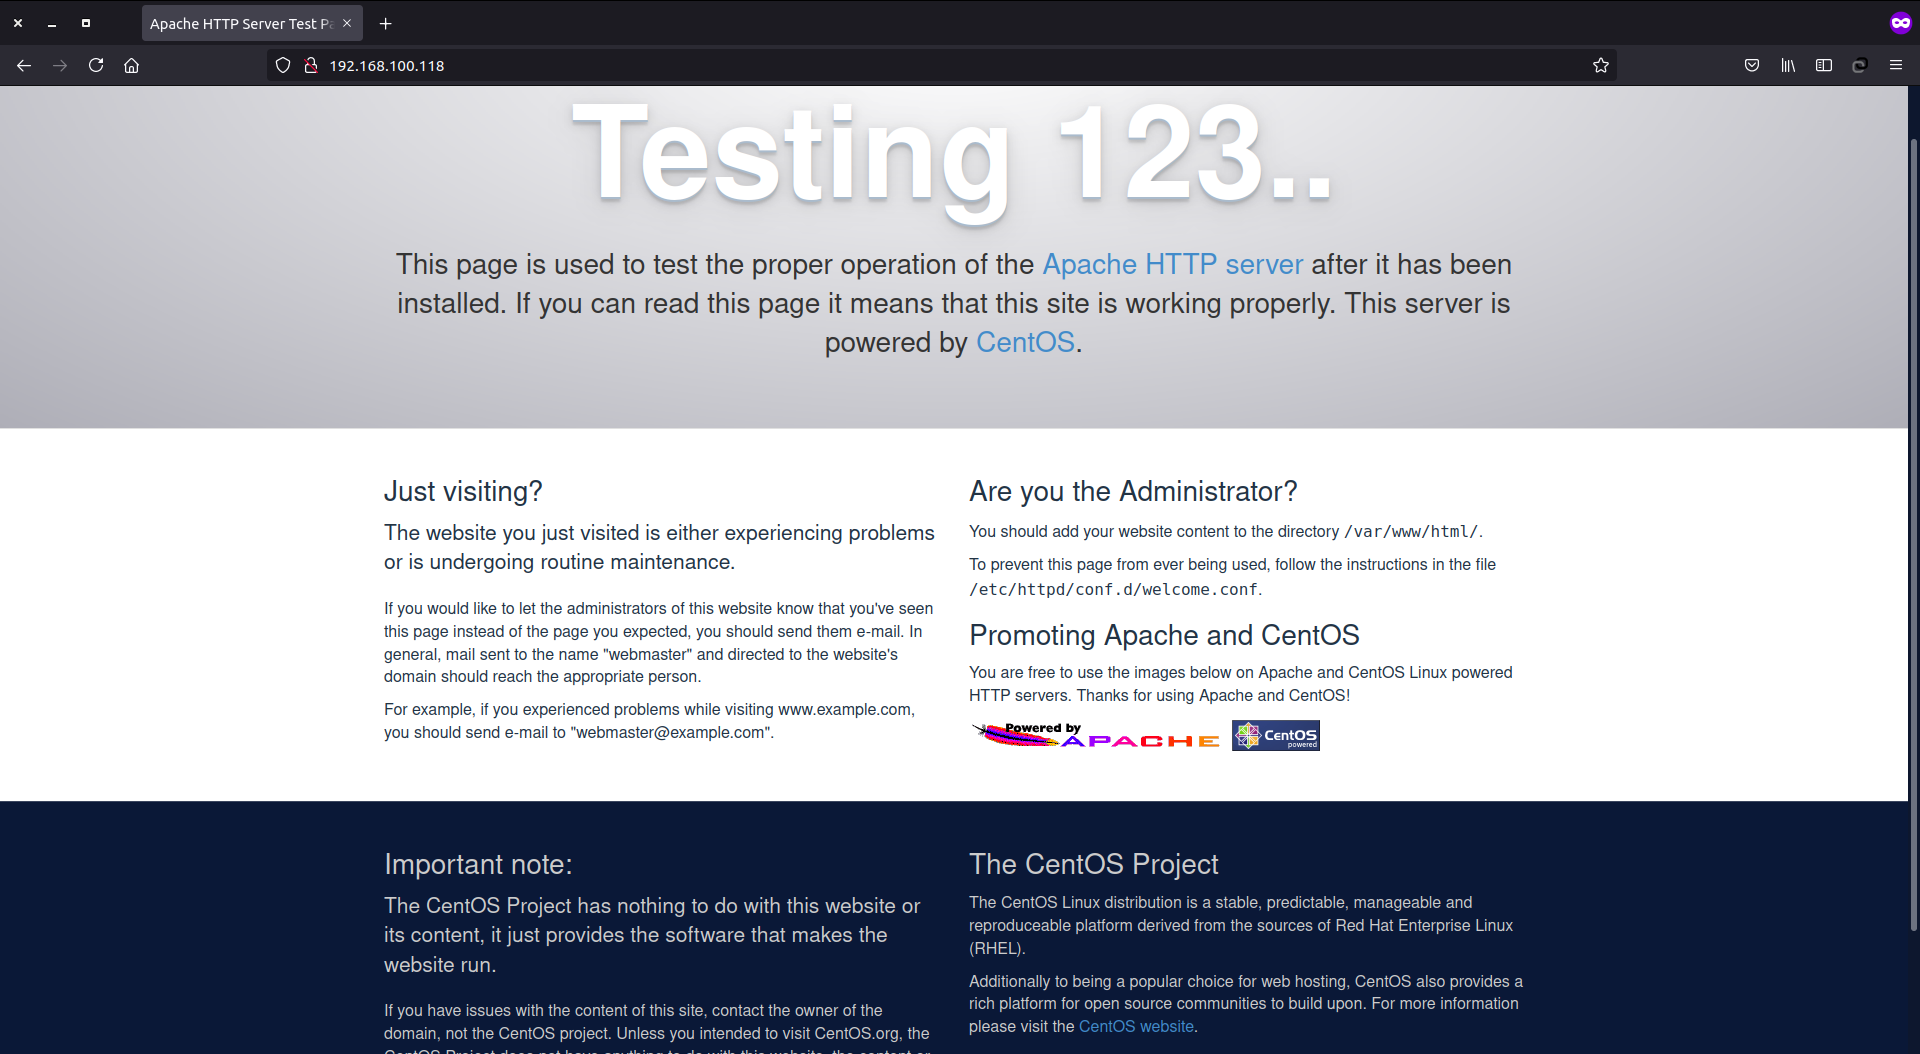 Apache HTTP Server Test Pa
192.168.100.118
Testing 123..
This page is used to test the proper operation of the Apache HTTP server after it has been
installed. If you can read this page it means that this site is working properly. This server is
powered by CentOS.
Just visiting?
The website you just visited is either experiencing problems
or is undergoing routine maintenance.
If you would like to let the administrators of this website know that you've seen
this page instead of the page you expected, you should send them e-mail. In
general, mail sent to the name "webmaster" and directed to the website's
domain should reach the appropriate person.
For example, if you experienced problems while visiting www.example.com,
you should send e-mail to "webmaster@example.com".
Are you the Administrator?
You should add your website content to the directory /var/www/html/.
To prevent this page from ever being used, follow the instructions in the file
/etc/httpd/conf.d/welcome.conf.
Promoting Apache and CentOS
You are free to use the images below on Apache and CentOS Linux powered
HTTP servers. Thanks for using Apache and CentOS!
Powered by
APACHE
CentOS
powered
Important note:
The CentOS Project has nothing to do with this website or
its content, it just provides the software that makes the
website run.
If you have issues with the content of this site, contact the owner of the
domain, not the CentOS project. Unless you intended to visit CentOS.org, the
CentOS Project does not have anything to do with this website, the content or
The CentOS Project
The CentOS Linux distribution is a stable, predictable, manageable and
reproduceable platform derived from the sources of Red Hat Enterprise Linux
(RHEL).
Additionally to being a popular choice for web hosting, CentOS also provides a
rich platform for open source communities to build upon. For more information
please visit the CentOS website.